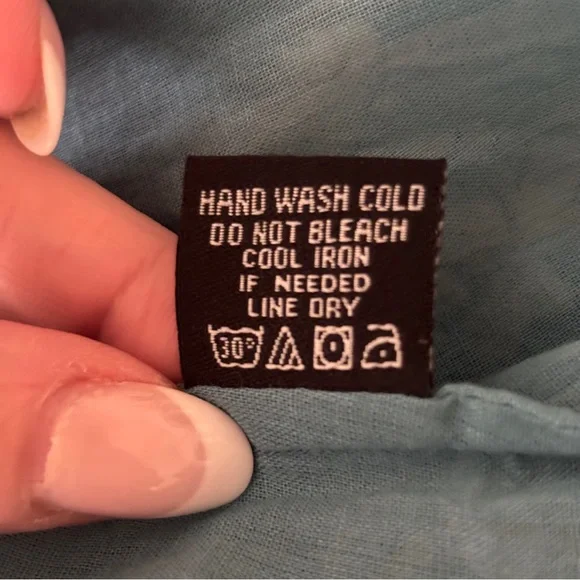 HAND WASH COLD
DO NOT BLEACH
COOL IRON
IF NEEDED
LINE DRY
30°